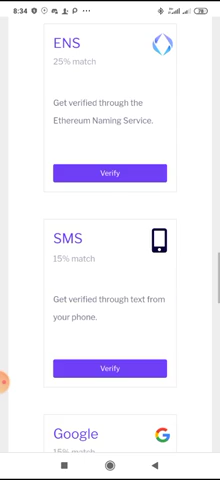 8:34
ENS
25% match
Get verified through the
Ethereum Naming Service.
Verify
SMS
15% match
Get verified through text from
your phone.
Verify
Google
15% match